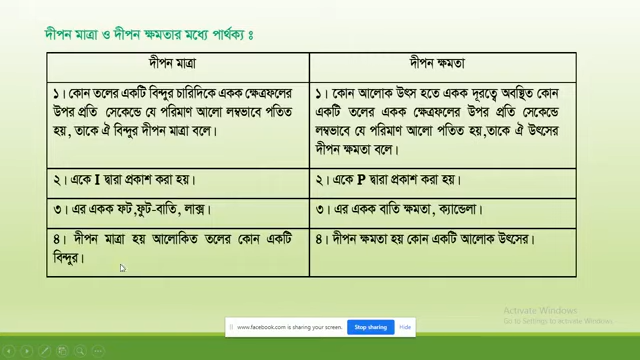 দীপন মাত্রা ও দীপন ক্ষমতার মধ্যে পার্থক্য ঃ
দীপন মাত্রা
দীপন ক্ষমতা
১। কোন তলের একটি বিন্দুর চারিদিকে একক ক্ষেত্রফলের
উপর প্রতি সেকেন্ডে যে পরিমাণ আলো লম্বভাবে পতিত
হয়, তাকে ঐ বিন্দুর দীপন মাত্রা বলে।
১। কোন আলোক উৎস হতে একক দূরত্বে অবস্থিত কোন
একটি তলের একক ক্ষেত্রফলের উপর প্রতি সেকেন্ডে
লম্বভাবে যে পরিমাণ আলো পতিত হয়,তাকে ঐ উৎসের
দীপন ক্ষমতা বলে।
২। একে I দ্বারা প্রকাশ করা হয়।
২। একে P দ্বারা প্রকাশ করা হয়।
৩। এর একক ফট,ফুট-বাতি, লাক্স।
৩। এর একক বাতি ক্ষমতা, ক্যান্ডেলা।
৪। দীপন মাত্রা হয় আলোকিত তলের কোন একটি
বিন্দুর।
৪। দীপন ক্ষমতা হয় কোন একটি আলোক উৎসের।
Activate Windows
Go to Settings to activate Windows.
www.facebook.com is sharing your screen.
Stop sharing
Hide